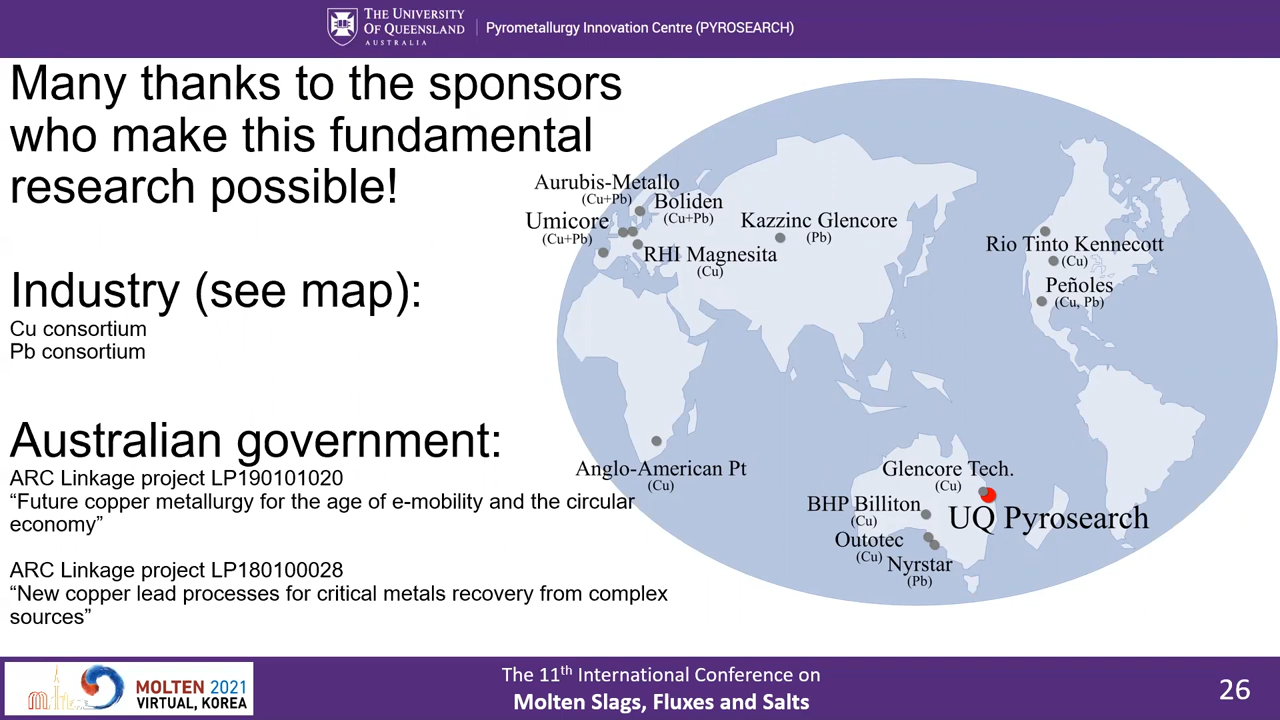 THE UNIVERSITY
OF QUEENSLAND
AUSTRALIA
Pyrometallurgy Innovation Centre (PYROSEARCH)
Many thanks to the sponsors
who make this fundamental
research possible!
Industry (see map):
Cu consortium
Pb consortium
Australian government:
ARC Linkage project LP190101020
“Future copper metallurgy for the age of e-mobility and the circular
economy”
ARC Linkage project LP180100028
“New copper lead processes for critical metals recovery from complex
sources”
Aurubis-Metallo
(Cu+Pb)
Boliden
(Cu+Pb)
Umicore
(Cu+Pb)
RHI Magnesita
(Cu)
Kazzinc Glencore
(Pb)
Rio Tinto Kennecott
(Cu)
Peñoles
(Cu, Pb)
Anglo-American Pt
(Cu)
Glencore Tech.
(Cu)
BHP Billiton
(Cu)
UQ Pyrosearch
Outotec
(Cu)
Nyrstar
(Pb)
MOLTEN 2021
VIRTUAL, KOREA
The 11th International Conference on
Molten Slags, Fluxes and Salts
26